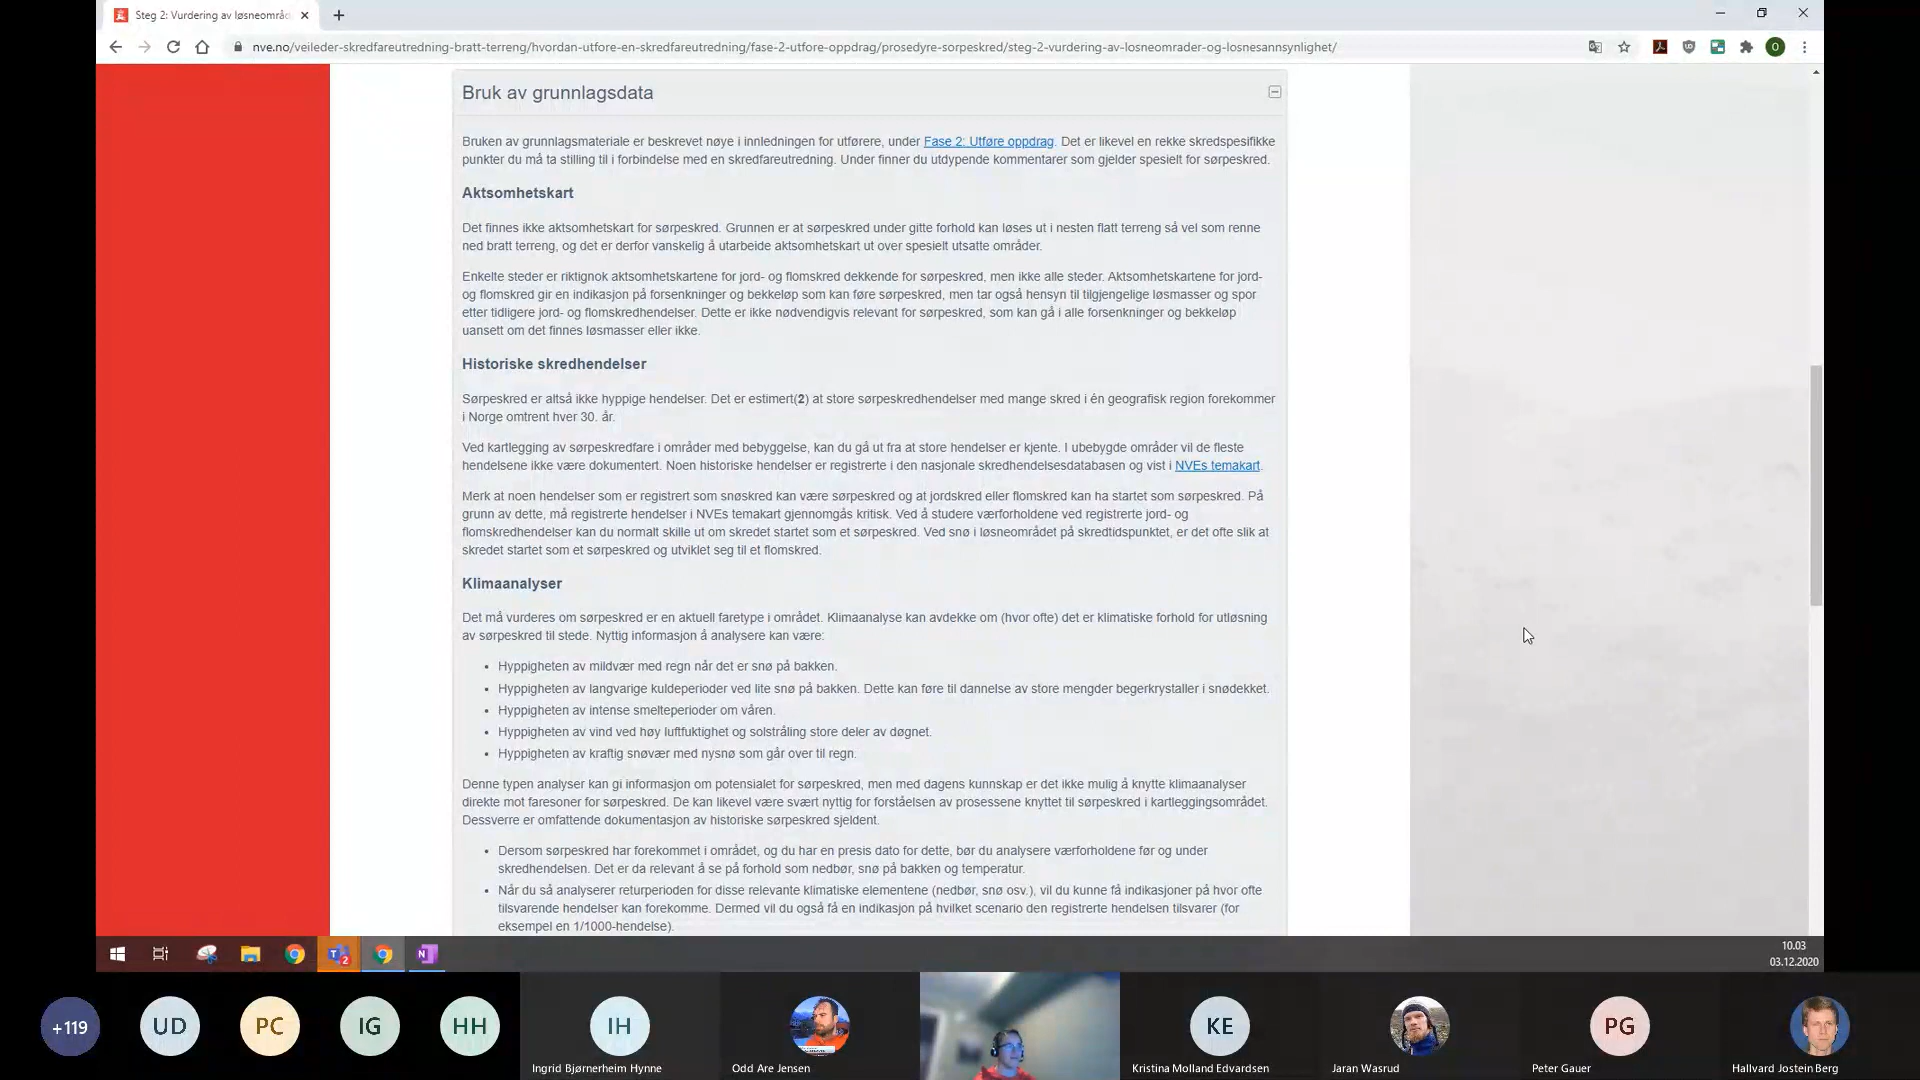 Steg 2: Vurdering av løsneområd
nve.no/veileder-skredfareutredning-bratt-terreng/hvordan-utfore-en-skredfareutredning/fase-2-utfore-oppdrag/prosedyre-sorpeskred/steg-2-vurdering-av-losneomrader-og-losnesannsynlighet/
O
Bruk av grunnlagsdata
Bruken av grunnlagsmateriale er beskrevet nøye i innledningen for utførere, under Fase 2: Utføre oppdrag. Det er likevel en rekke skredspesifikke
punkter du må ta stilling til i forbindelse med en skredfareutredning. Under finner du utdypende kommentarer som gjelder spesielt for sørpeskred.
Aktsomhetskart
Det finnes ikke aktsomhetskart for sørpeskred. Grunnen er at sørpeskred under gitte forhold kan løses ut i nesten flatt terreng så vel som renne
ned bratt terreng, og det er derfor vanskelig å utarbeide aktsomhetskart ut over spesielt utsatte områder.
Enkelte steder er riktignok aktsomhetskartene for jord- og flomskred dekkende for sørpeskred, men ikke alle steder. Aktsomhetskartene for jord-
og flomskred gir en indikasjon på forsenkninger og bekkeløp som kan føre sørpeskred, men tar også hensyn til tilgjengelige løsmasser og spor
etter tidligere jord- og flomskredhendelser. Dette er ikke nødvendigvis relevant for sørpeskred, som kan gå i alle forsenkninger og bekkeløp
uansett om det finnes løsmasser eller ikke.
Historiske skredhendelser
Sørpeskred er altså ikke hyppige hendelser. Det er estimert(2) at store sørpeskredhendelser med mange skred i én geografisk region forekommer
i Norge omtrent hver 30. år.
Ved kartlegging av sørpeskredfare i områder med bebyggelse, kan du gå ut fra at store hendelser er kjente. I ubebygde områder vil de fleste
hendelsene ikke være dokumentert. Noen historiske hendelser er registrerte i den nasjonale skredhendelsesdatabasen og vist i NVEs temakart.
Merk at noen hendelser som er registrert som snøskred kan være sørpeskred og at jordskred eller flomskred kan ha startet som sørpeskred. På
grunn av dette, må registrerte hendelser i NVEs temakart gjennomgås kritisk. Ved å studere værforholdene ved registrerte jord- og
flomskredhendelser kan du normalt skille ut om skredet startet som et sørpeskred. Ved snø i løsneområdet på skredtidspunktet, er det ofte slik at
skredet startet som et sørpeskred og utviklet seg til et flomskred.
Klimaanalyser
Det må vurderes om sørpeskred er en aktuell faretype i området. Klimaanalyse kan avdekke om (hvor ofte) det er klimatiske forhold for utløsning
av sørpeskred til stede. Nyttig informasjon å analysere kan være:
• Hyppigheten av mildvær med regn når det er snø på bakken.
• Hyppigheten av langvarige kuldeperioder ved lite snø på bakken. Dette kan føre til dannelse av store mengder begerkrystaller i snødekket.
• Hyppigheten av intense smelteperioder om våren.
• Hyppigheten av vind ved høy luftfuktighet og solstråling store deler av døgnet.
• Hyppigheten av kraftig snøvær med nysnø som går over til regn.
Denne typen analyser kan gi informasjon om potensialet for sørpeskred, men med dagens kunnskap er det ikke mulig å knytte klimaanalyser
direkte mot faresoner for sørpeskred. De kan likevel være svært nyttig for forståelsen av prosessene knyttet til sørpeskred i kartleggingsområdet.
Dessverre er omfattende dokumentasjon av historiske sørpeskred sjeldent.
• Dersom sørpeskred har forekommet i området, og du har en presis dato for dette, bør du analysere værforholdene før og under
skredhendelsen. Det er da relevant å se på forhold som nedbør, snø på bakken og temperatur.
• Når du så analyserer returperioden for disse relevante klimatiske elementene (nedbør, snø osv.), vil du kunne få indikasjoner på hvor ofte
tilsvarende hendelser kan forekomme. Dermed vil du også få en indikasjon på hvilket scenario den registrerte hendelsen tilsvarer (for
eksempel en 1/1000-hendelse).
10.03
03.12.2020
+119
UD
PC
IG
HH
IH
KE
PG
Ingrid Bjørnerheim Hynne
Odd Are Jensen
Kristina Molland Edvardsen
Jaran Wasrud
Peter Gauer
Hallvard Jostein Berg